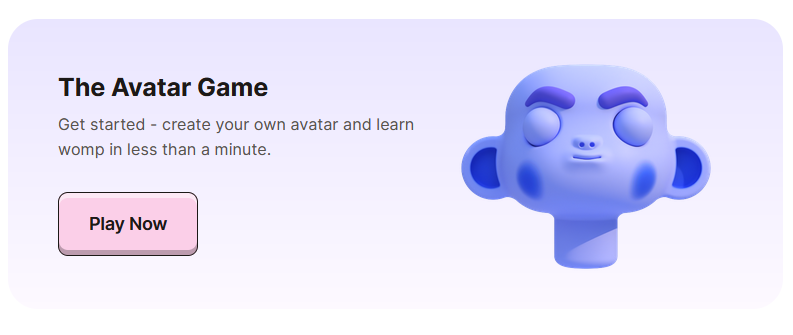 The Avatar Game
Get started - create your own avatar and learn
womp in less than a minute.
Play Now